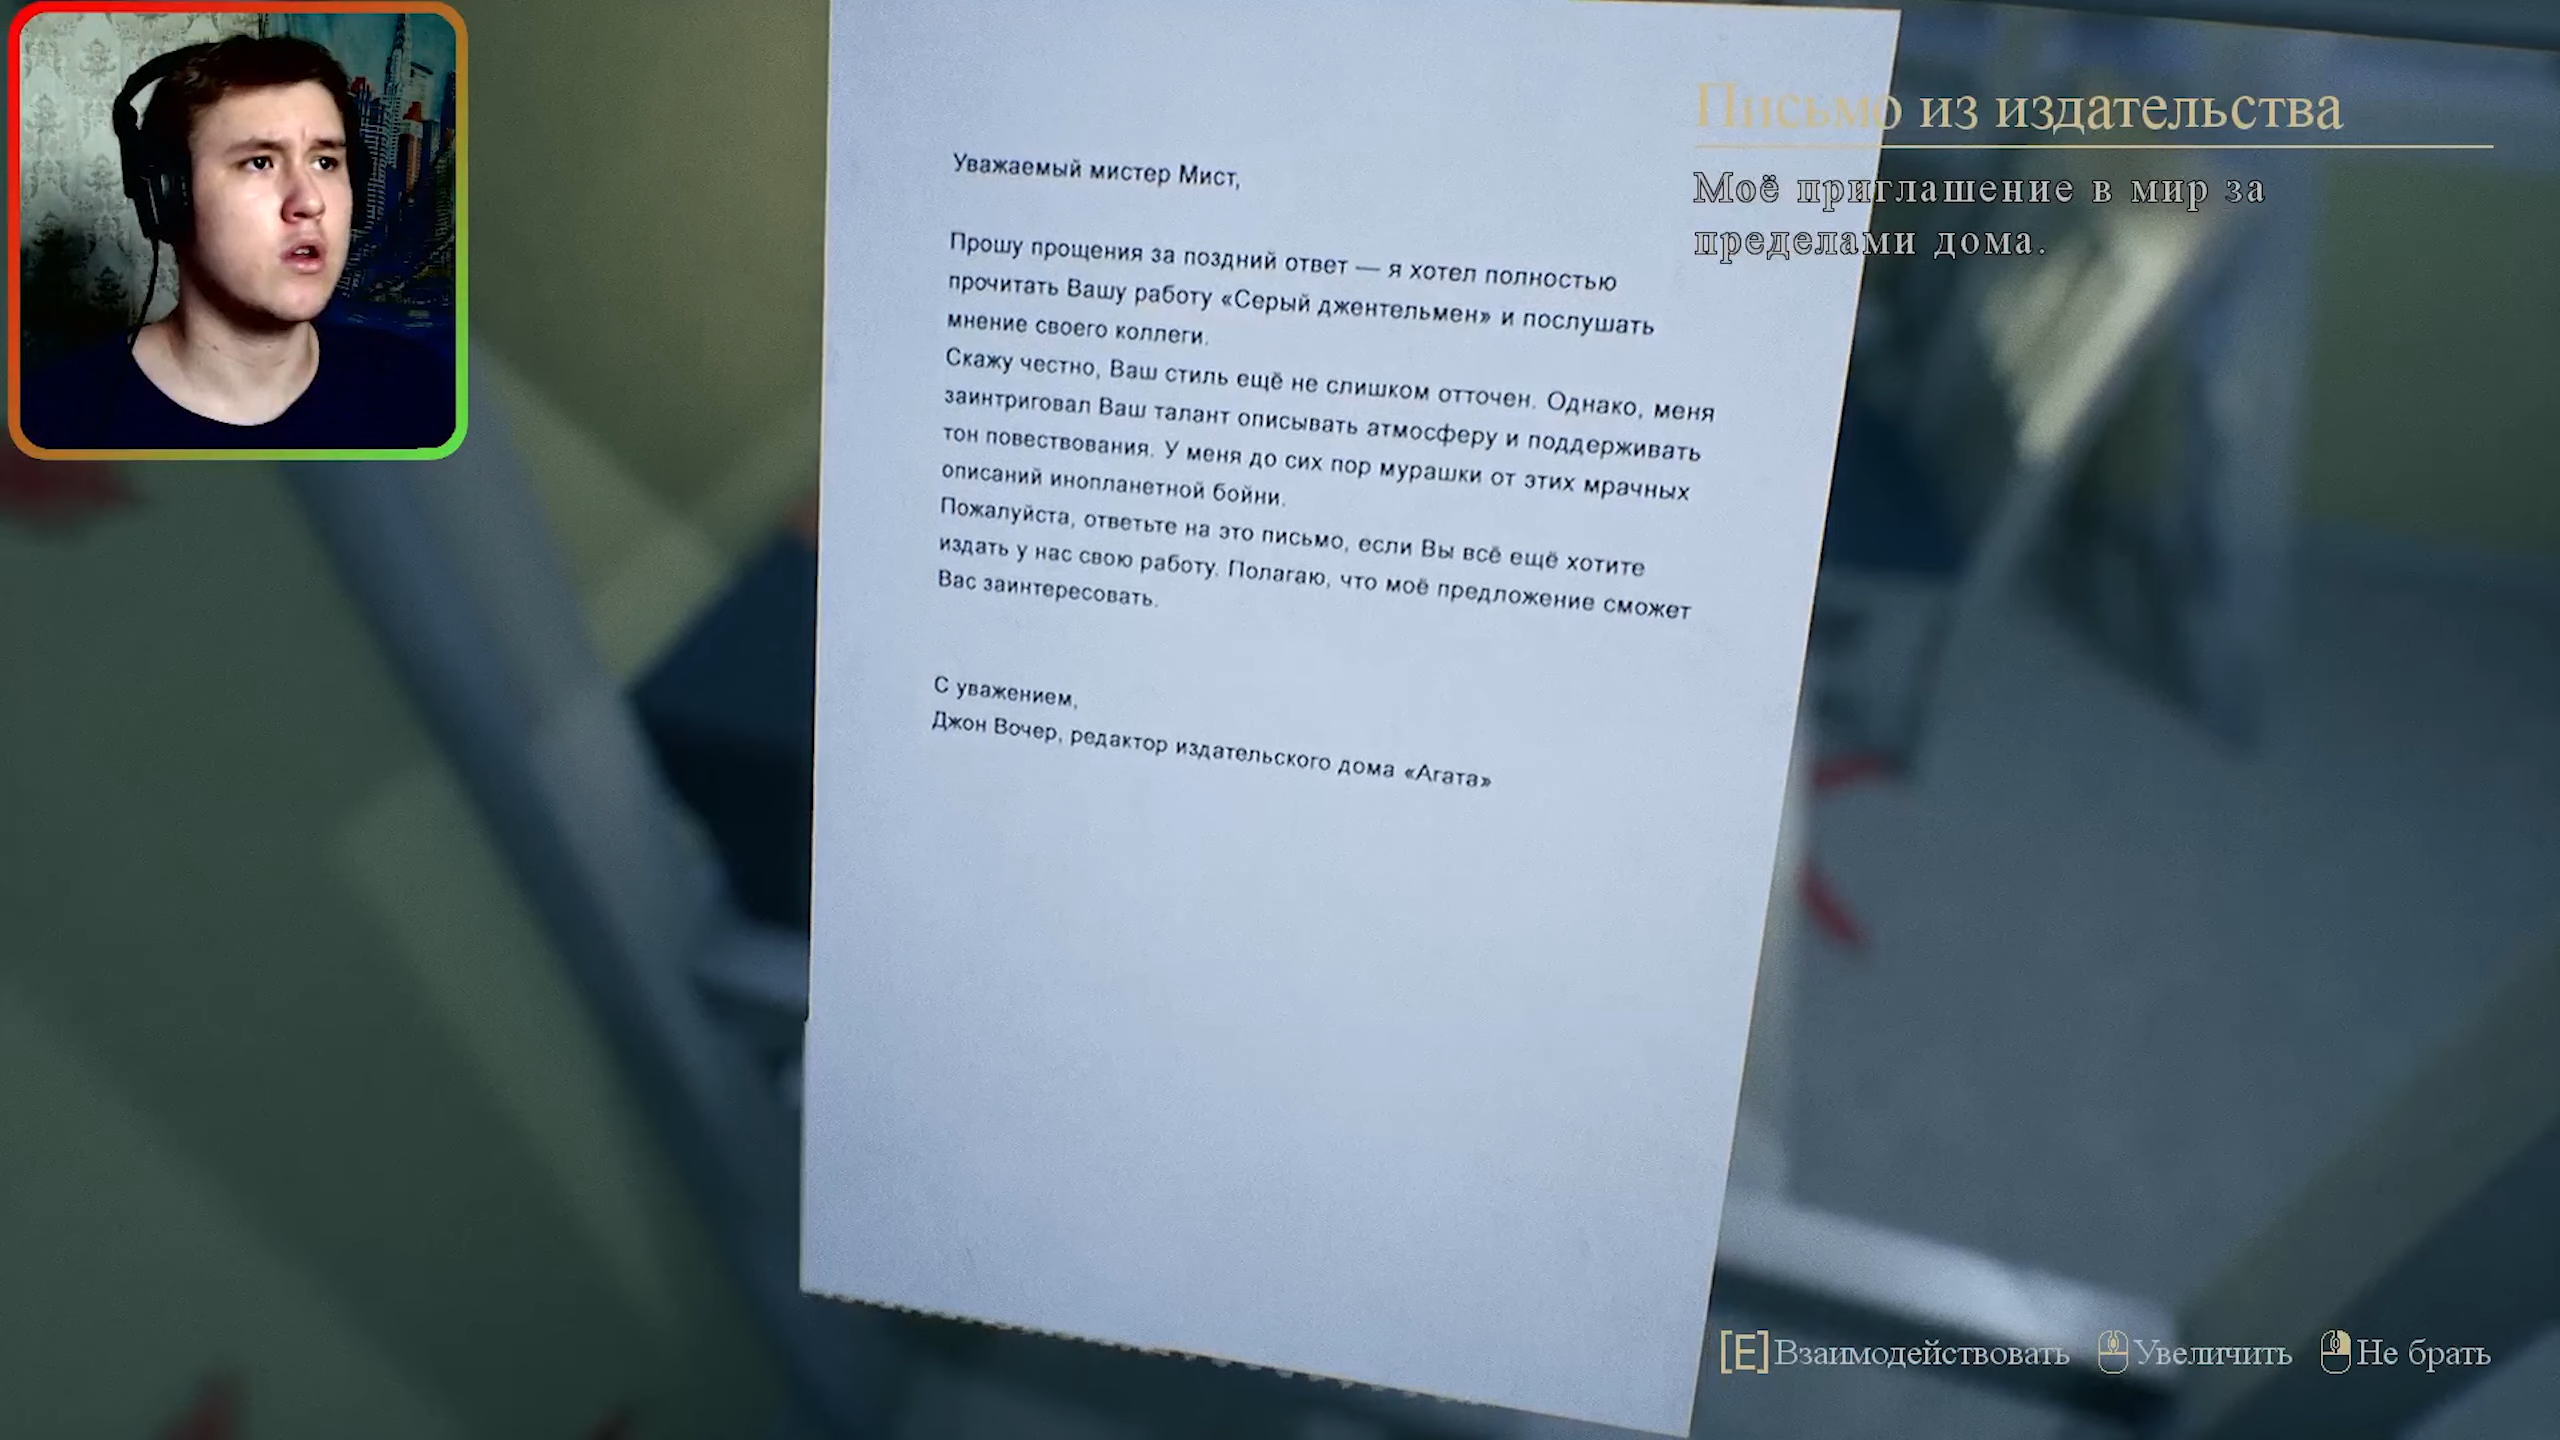 Письмо из издательства
Моё приглашение в мир за
пределами дома.
Уважаемый мистер Мист,
Прошу прощения за поздний ответ — я хотел полностью
прочитать Вашу работу «Серый джентельмен» и послушать
мнение своего коллеги.
Скажу честно, Ваш стиль ещё не слишком отточен. Однако, меня
заинтриговал Ваш талант описывать атмосферу и поддерживать
тон повествования. У меня до сих пор мурашки от этих мрачных
описаний инопланетной бойни.
Пожалуйста, ответьте на это письмо, если Вы всё ещё хотите
издать у нас свою работу. Полагаю, что моё предложение сможет
Вас заинтересовать.
С уважением,
Джон Вочер, редактор издательского дома «Агата»
[E]Взаимодействовать Увеличить Не брать